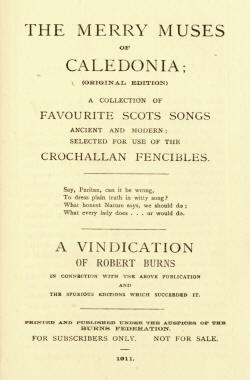 THE MERRY MUSES
OF
CALEDONIA;
(ORIGINAL EDITION)
A COLLECTION OF
FAVOURITE SCOTS SONGS
ANCIENT AND MODERN;
SELECTED FOR USE OF THE
CROCHALLAN FENCIBLES.
Say, Puritan, can it be wrong,
To dress plain truth in witty song?
What honest Nature says, we should do;
What every lady does . . . or would do.
A VINDICATION
OF ROBERT BURNS
IN CONNECTION WITH THE ABOVE PUBLICATION
AND
THE SPURIOUS EDITIONS WHICH SUCCEEDED IT.
PRINTED AND PUBLISHED UNDER THE AUSPICES OF THE
BURNS FEDERATION.
FOR SUBSCRIBERS ONLY. NOT FOR SALE.
1911.